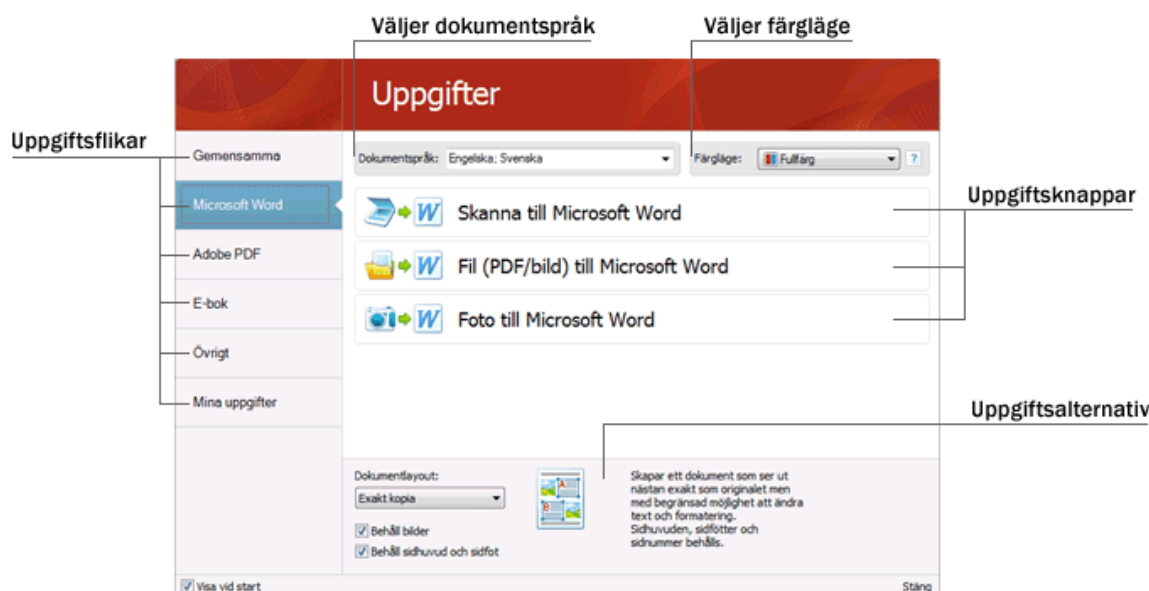 Väljer dokumentspråk
Väljer färgläge
Uppgifter
Uppgiftsflikar
Gemensamma
Dokumentspråk: Engelska; Svenska
Färgläge: Fullfärg ?
Microsoft Word
Skanna till Microsoft Word
Uppgiftsknappar
Adobe PDF
Fil (PDF/bild) till Microsoft Word
E-bok
Foto till Microsoft Word
Övrigt
Mina uppgifter
Uppgiftsalternativ
Dokumentlayout:
Exakt kopia
Behåll bilder
Behåll sidhuvud och sidfot
A
B
Skapar ett dokument som ser ut
nästan exakt som originalet men
med begränsad möjlighet att ändra
text och formatering.
Sidhuvuden, sidfötter och
sidnummer behålls.
Visa vid start
Stäng